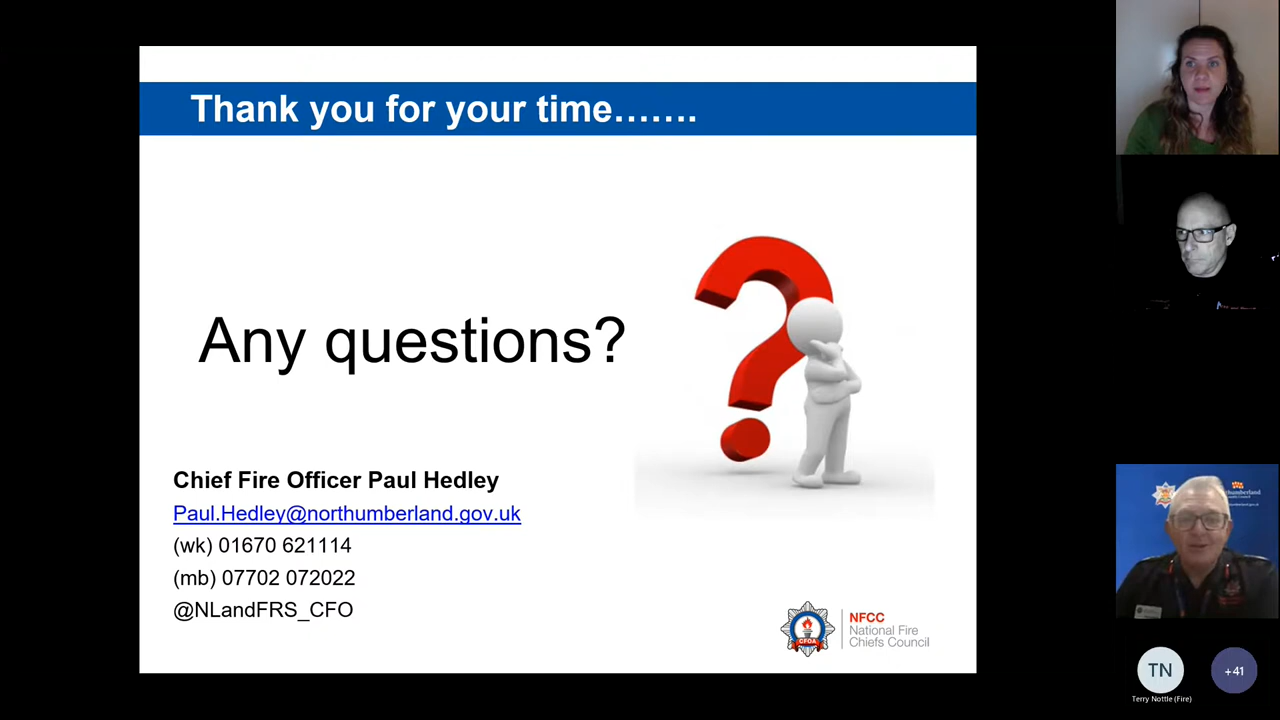 Thank you for your time…….
Any questions?
Chief Fire Officer Paul Hedley
Paul.Hedley@northumberland.gov.uk
(wk) 01670 621114
(mb) 07702 072022
@NLandFRS_CFO
CFOA
NFCC
National Fire
Chiefs Council
TN
+41
Terry Nottle (Fire)